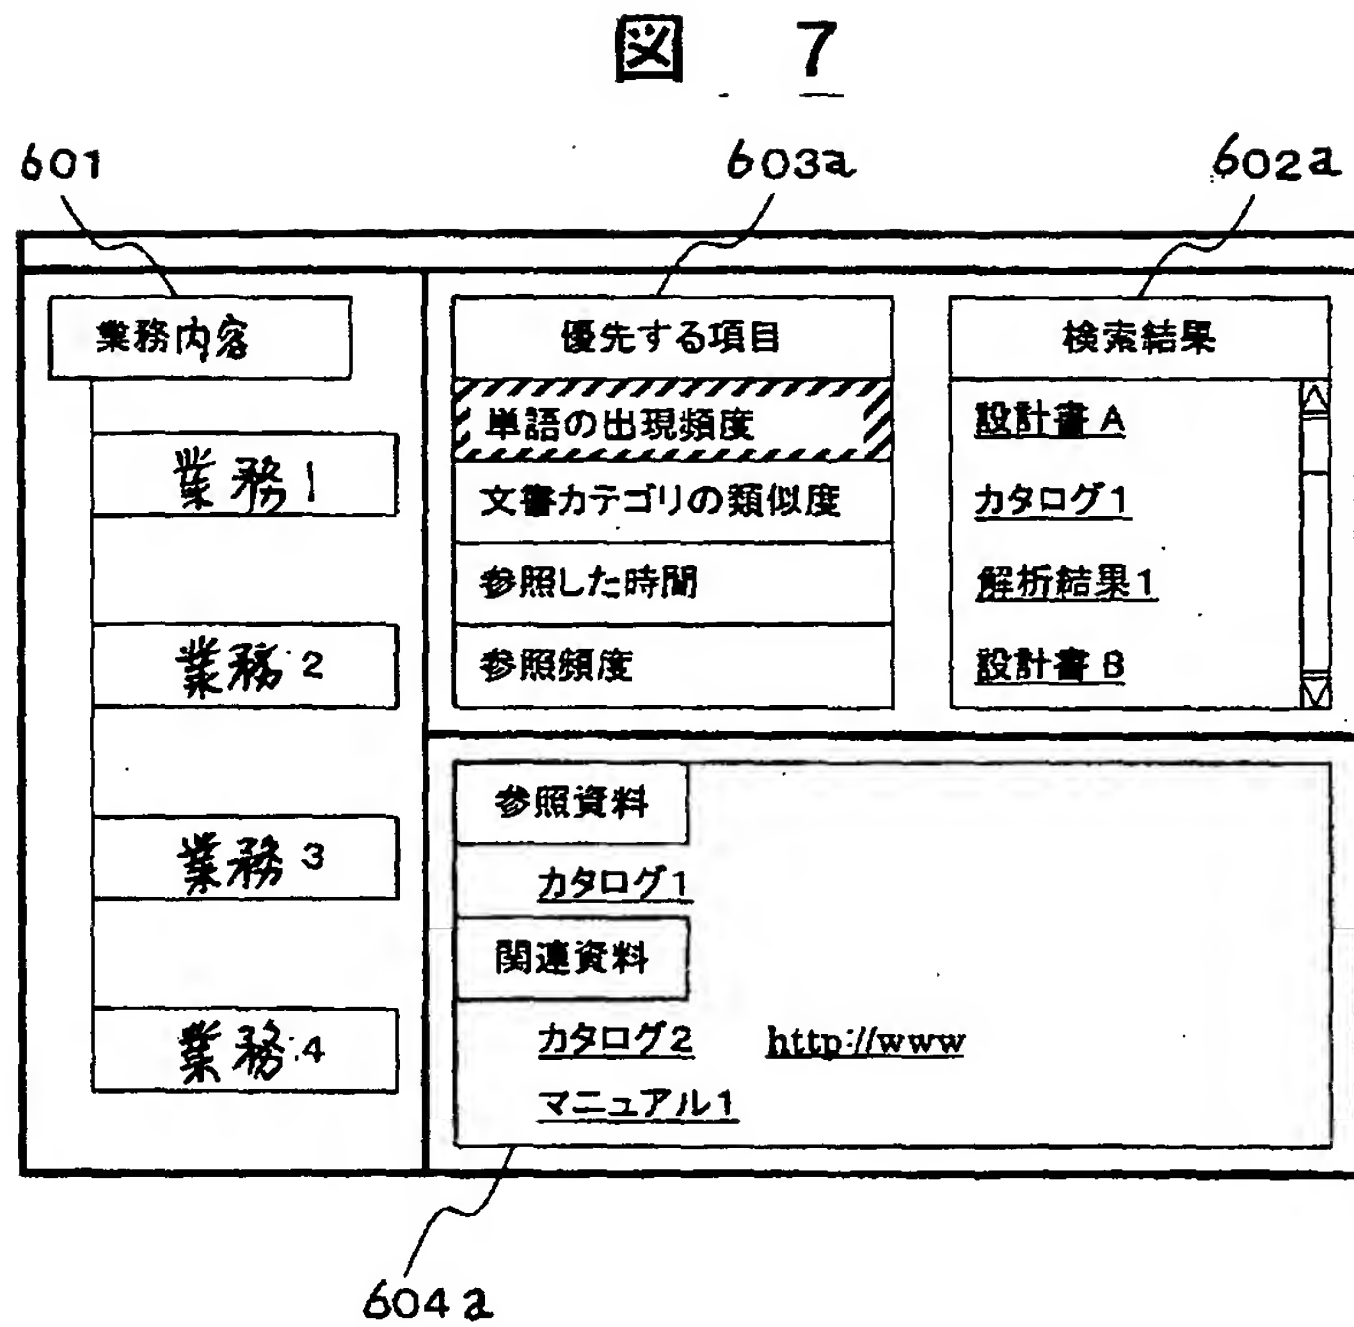 図 7
601
603a
602a
業務内容
業務1
業務2
業務3
業務4
優先する項目
単語の出現頻度
文書カテゴリの類似度
参照した時間
参照頻度
検索結果
設計書A
カタログ1
解析結果1
設計書B
参照資料
カタログ1
関連資料
カタログ2 http://www
マニュアル1
604a